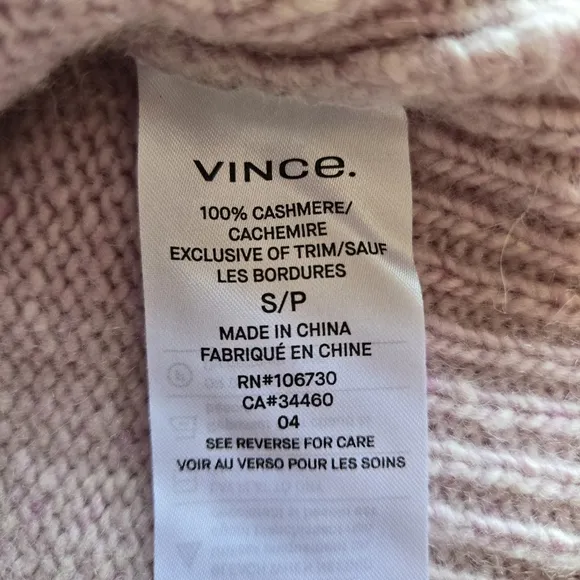 VINCe.
100% CASHMERE/
CACHEMIRE
EXCLUSIVE OF TRIM/SAUF
LES BORDURES
S/P
MADE IN CHINA
FABRIQUÉ EN CHINE
RN#106730
CA#34460
04
SEE REVERSE FOR CARE
VOIR AU VERSO POUR LES SOINS